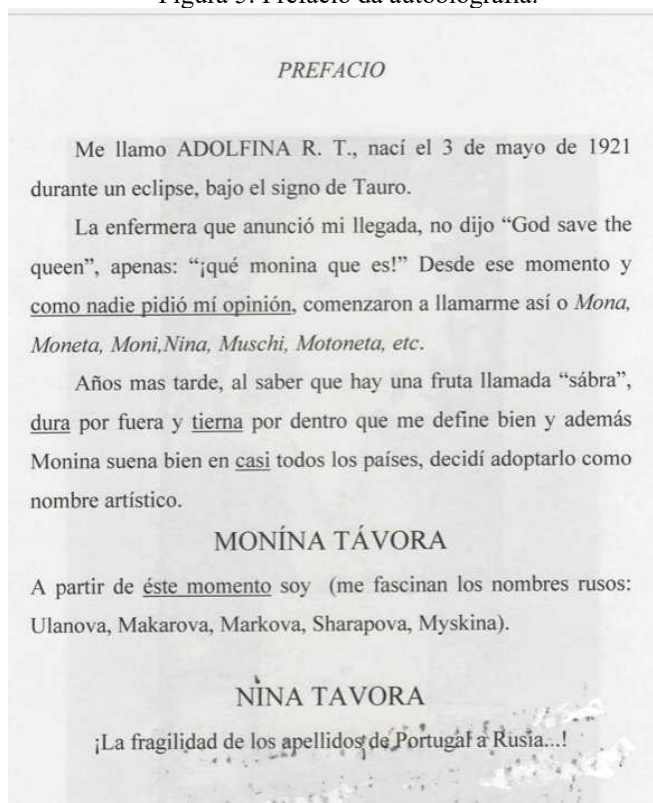 Figura 5: Prefácio da autobiografia.
PREFACIO
Me llamo ADOLFINA R. T., nací el 3 de mayo de 1921
durante un eclipse, bajo el signo de Tauro.
La enfermera que anunció mi llegada, no dijo “God save the
queen”, apenas: “¡qué monina que es!” Desde ese momento y
como nadie pidió mí opinión, comenzaron a llamarme así o Mona,
Moneta, Moni,Nina, Muschi, Motoneta, etc.
Años mas tarde, al saber que hay una fruta llamada “sábra”,
dura por fuera y tierna por dentro que me define bien y además
Monina suena bien en casi todos los países, decidí adoptarlo como
nombre artístico.
MONÍNA TÁVORA
A partir de éste momento soy (me fascinan los nombres rusos:
Ulanova, Makarova, Markova, Sharapova, Myskina).
NÌNA TAVORA
¡La fragilidad de los apellidos de Portugal a Rusia...!